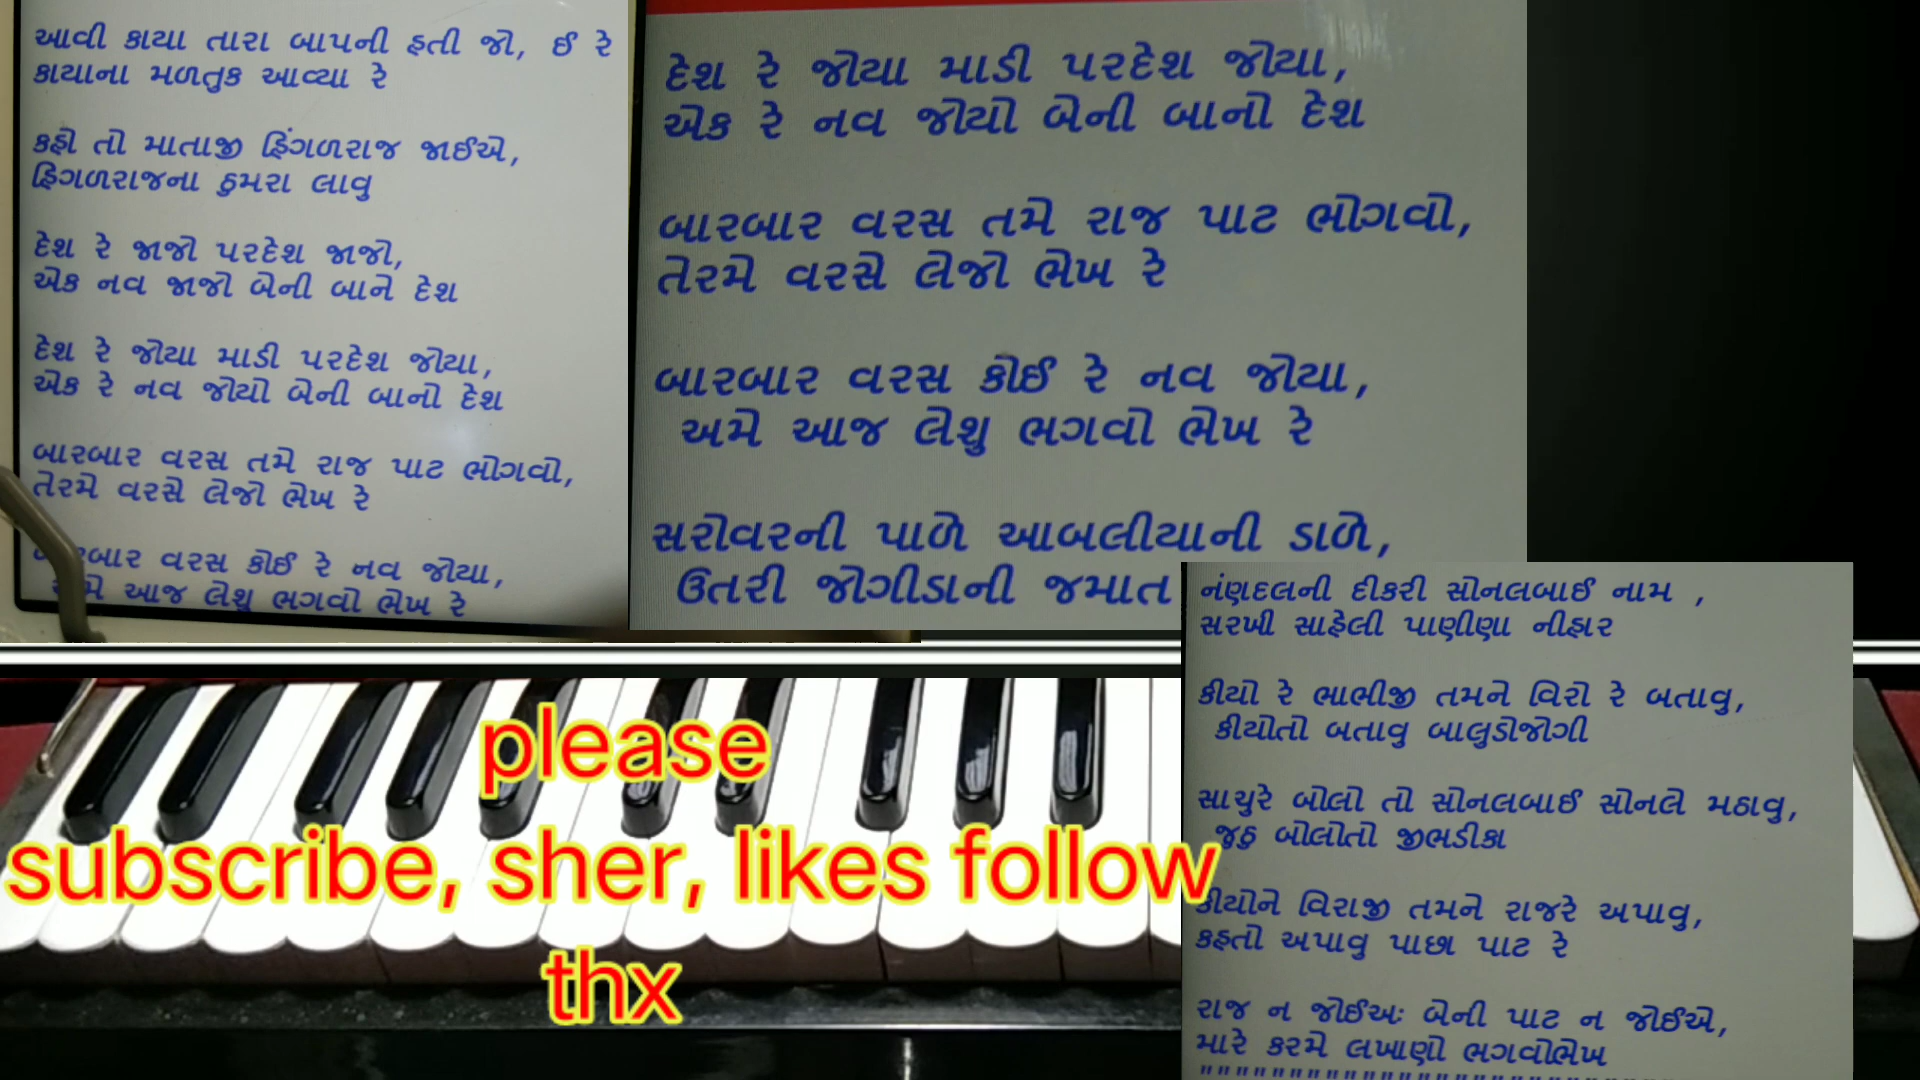 આવી કાયા તારા બાપની હતી જો, ઈ રે
કાયાના મળતુક આવ્યા રે
કહો તો માતાજી હિંગળરાજ જાઈએ,
હિગળરાજના ઠુમરા લાવુ
દેશ રે જાજો પરદેશ જાજો,
એક નવ જાજો બેની બાને દેશ
દેશ રે જોયા માડી પરદેશ જોયા,
એક રે નવ જોયો બેની બાનો દેશ
બારબાર વરસ તમે રાજ પાટ ભોગવો,
તેરમે વરસે લેજો ભેખ રે
વરસ કોઈ રે નવ જોયા,
આજ લેશુ ભગવો ભેખ રે
દેશ રે જોયા માડી પરદેશ જોયા,
એક રે નવ જોયો બેની બાનો દેશ
બારબાર વરસ તમે રાજ પાટ ભોગવો,
તેરમે વરસે લેજો ભેખ રે
બારબાર વરસ કોઈ રે નવ જોયા,
અમે આજ લેશુ ભગવો ભેખ રે
સરોવરની પાળે આબલીયાની ડાળે,
ઉતરી જોગીડાની જમાત
નંણદલની દીકરી સોનલબાઈ નામ ,
સરખી સાહેલી પાણીણા નીહાર
કીયો રે ભાભીજી તમને વિરો રે બતાવુ,
કીયોતો બતાવુ બાલુડોજોગી
સાચુરે બોલો તો સોનલબાઈ સોનલે મઠાવુ,
જુઠુ બોલોતો જીભડીકા
કીયોને વિરાજી તમને રાજરે અપાવુ,
કહતો અપાવુ પાછા પાટ રે
રાજ ન જોઈઅઃ બેની પાટ ન જોઈએ,
મારે કરમે લખાણો ભગવોભેખ
please
subscribe, sher, likes follow
thx